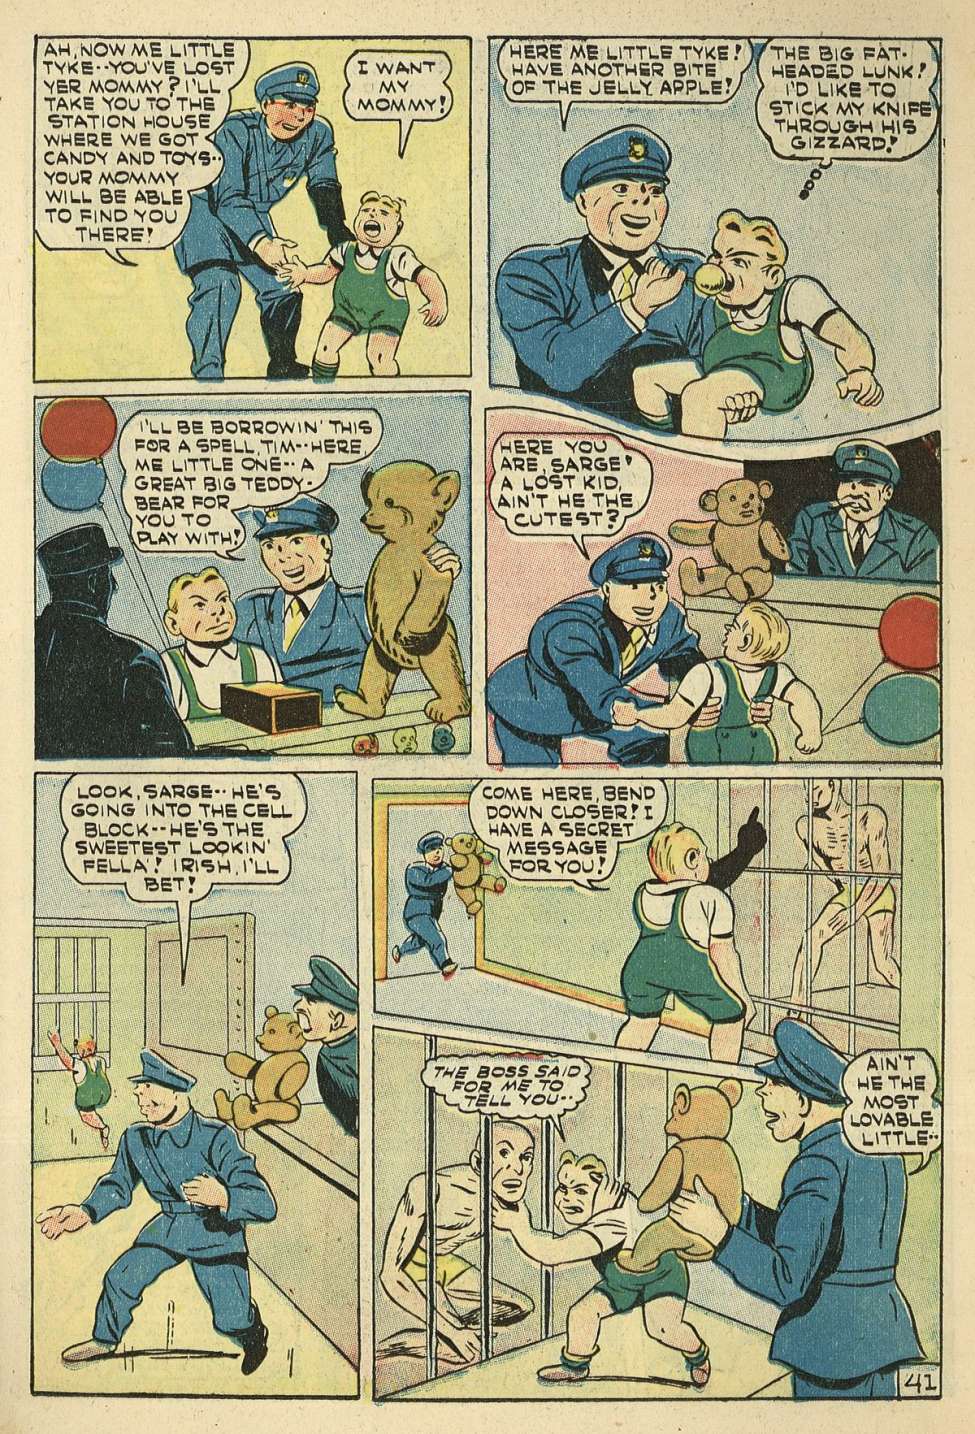 AH, NOW ME LITTLE
TYKE--YOU'VE LOST
YER MOMMY? I'LL
TAKE YOU TO THE
STATION HOUSE
WHERE WE GOT
CANDY AND TOYS--
YOUR MOMMY
WILL BE ABLE
TO FIND YOU
THERE!
I WANT
MY
MOMMY!
HERE ME LITTLE TYKE!
HAVE ANOTHER BITE
OF THE JELLY APPLE!
THE BIG FAT-
HEADED LUNK!
I'D LIKE TO
STICK MY KNIFE
THROUGH HIS
GIZZARD!
I'LL BE BORROWIN' THIS
FOR A SPELL, TIM--HERE,
ME LITTLE ONE--A
GREAT BIG TEDDY-
BEAR FOR
YOU TO
PLAY WITH!
HERE YOU
ARE, SARGE!
A LOST KID,
AIN'T HE THE
CUTEST?
LOOK, SARGE--HE'S
GOING INTO THE CELL
BLOCK--HE'S THE
SWEETEST LOOKIN'
FELLA! IRISH, I'LL
BET!
COME HERE, BEND
DOWN CLOSER! I
HAVE A SECRET
MESSAGE
FOR YOU!
THE BOSS SAID
FOR ME TO
TELL YOU--
AIN'T
HE THE
MOST
LOVABLE
LITTLE--
41